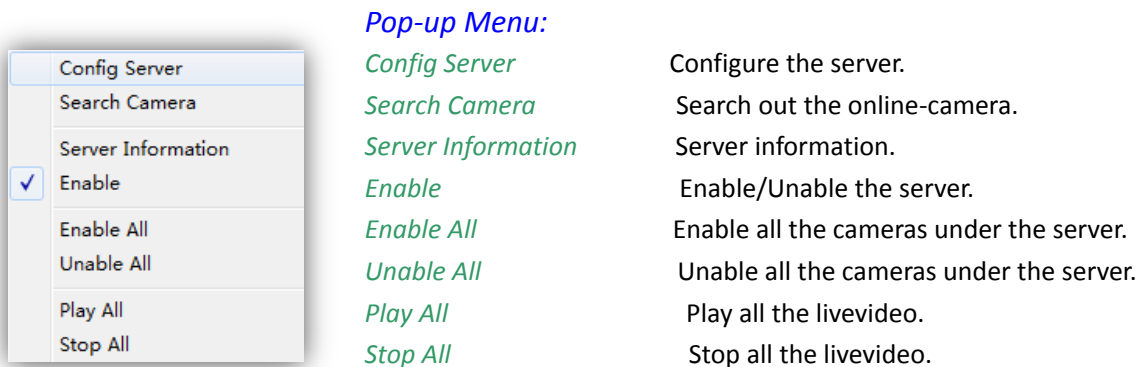 Pop-up Menu:
Config Server
Search Camera
Server Information
Enable
Enable All
Unable All
Play All
Stop All
Config Server Configure the server.
Search Camera Search out the online-camera.
Server Information Server information.
Enable Enable/Unable the server.
Enable All Enable all the cameras under the server.
Unable All Unable all the cameras under the server.
Play All Play all the livevideo.
Stop All Stop all the livevideo.